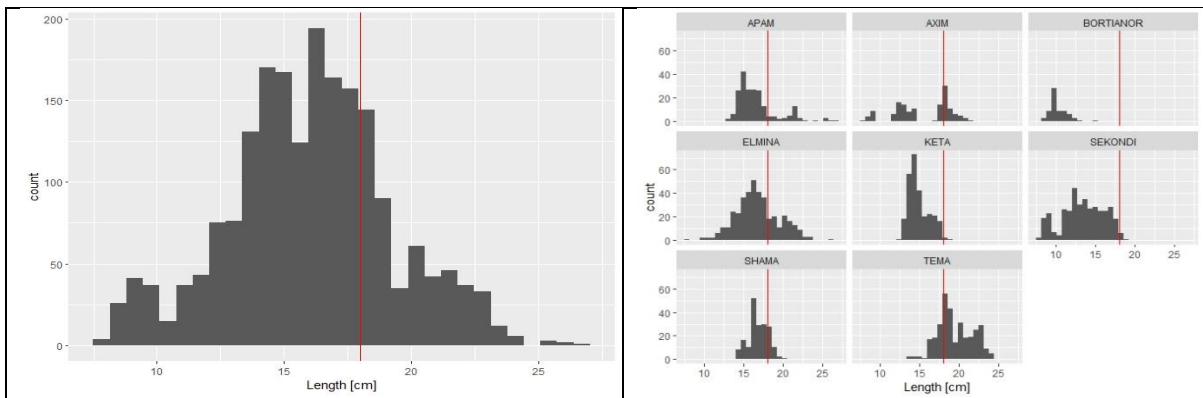 200
150
100
50
0
count
10 15 20 25
Length [cm]
APAM AXIM BORTIANOR
60
40
20
0
ELMINA KETA SEKONDI
60
40
20
0
count
10 15 20 25
SHAMA TEMA
60
40
20
0
10 15 20 25 10 15 20 25
Length [cm]